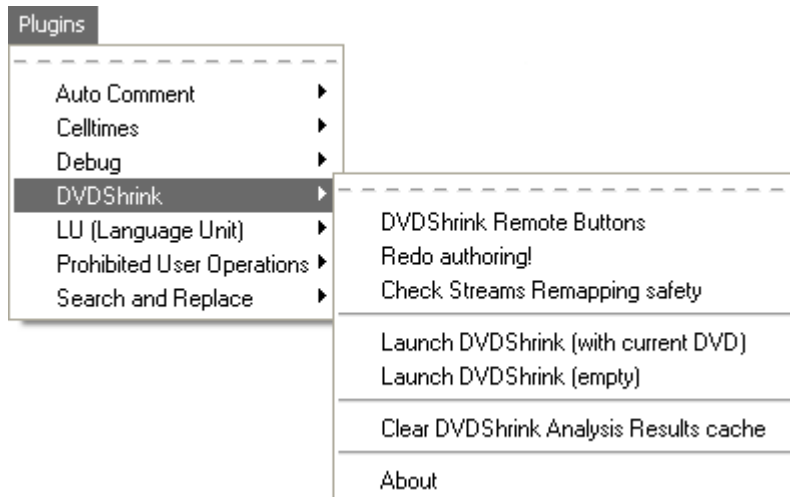 Plugins
Auto Comment
Celltimes
Debug
DVDShrink
LU (Language Unit)
Prohibited User Operations
Search and Replace
DVDShrink Remote Buttons
Redo authoring!
Check Streams Remapping safety
Launch DVDShrink (with current DVD)
Launch DVDShrink (empty)
Clear DVDShrink Analysis Results cache
About